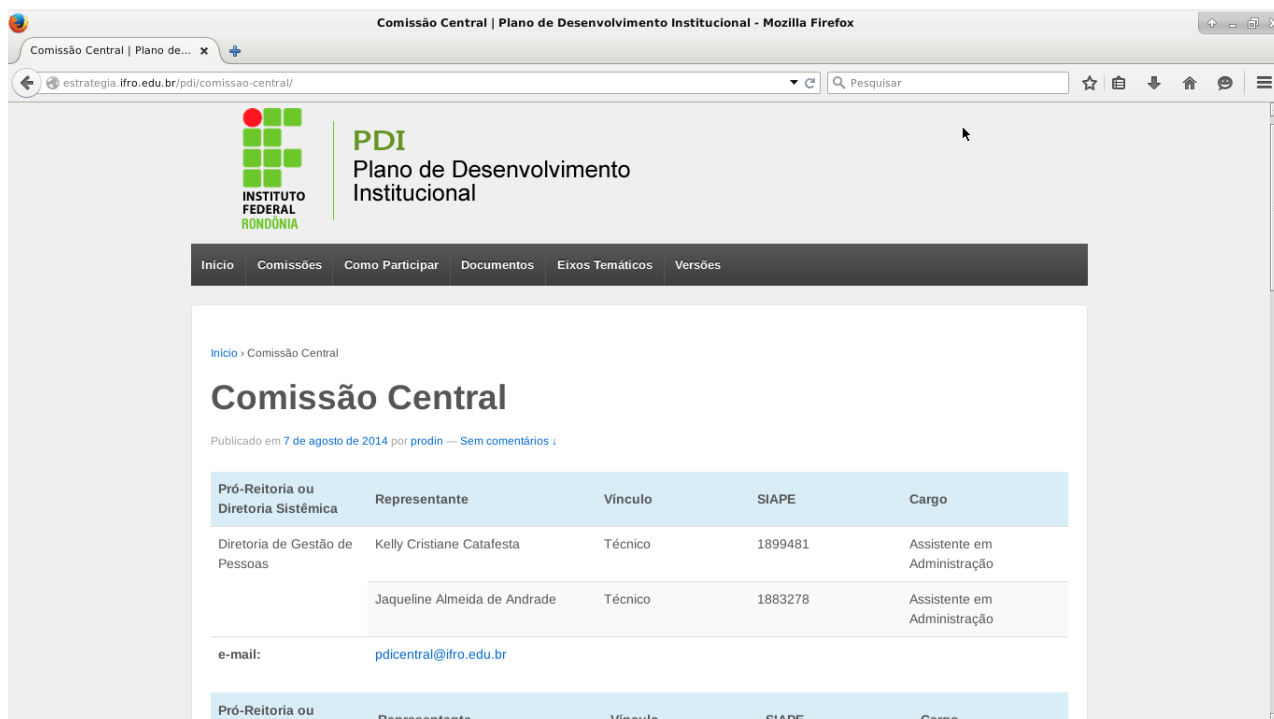 Comissão Central | Plano de Desenvolvimento Institucional - Mozilla Firefox
Comissão Central | Plano de...
estrategia.ifro.edu.br/pdi/comissao-central/
Pesquisar
INSTITUTO
FEDERAL
RONDÔNIA
PDI
Plano de Desenvolvimento
Institucional
Início Comissões Como Participar Documentos Eixos Temáticos Versões
Início › Comissão Central
Comissão Central
Publicado em 7 de agosto de 2014 por prodin — Sem comentários ↓
Pró-Reitoria ou
Diretoria Sistêmica Representante Vínculo SIAPE Cargo
Diretoria de Gestão de Kelly Cristiane Catafesta Técnico 1899481 Assistente em
Pessoas Administração
Jaqueline Almeida de Andrade Técnico 1883278 Assistente em
Administração
e-mail: pdicentral@ifro.edu.br
Pró-Reitoria ou
Representante Vínculo SIAPE Cargo